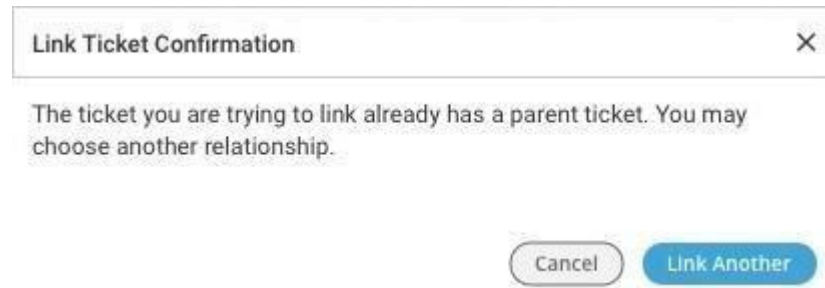 Link Ticket Confirmation
The ticket you are trying to link already has a parent ticket. You may
choose another relationship.
Cancel
Link Another